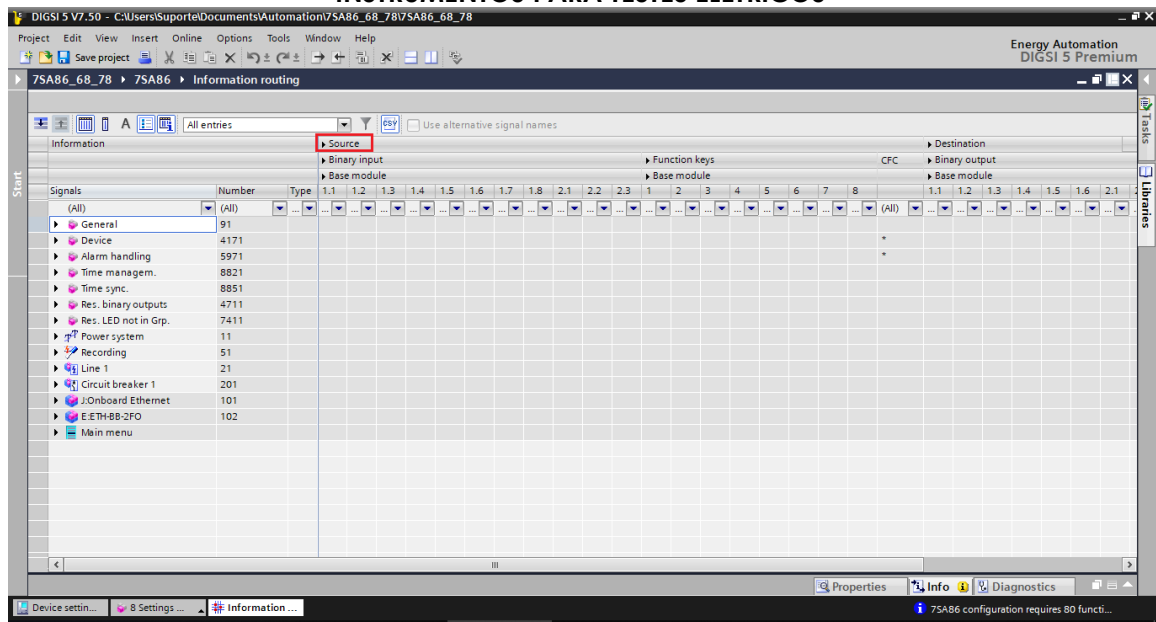 INSTRUMENTOS PARA TESTES ELÉTRICOS
DIGSI 5 V7.50 - C:\Users\Suporte\Documents\Automation\7SA86_68_78\7SA86_68_78
Project Edit View Insert Online Options Tools Window Help
Save project
Energy Automation
DIGSI 5 Premium
7SA86_68_78 7SA86 Information routing
A All entries CSV Use alternative signal names
Information Source Destination
Binary input Function keys CFC Binary output
Base module Base module Base module
Signals Number Type 1.1 1.2 1.3 1.4 1.5 1.6 1.7 1.8 2.1 2.2 2.3 1 2 3 4 5 6 7 8 1.1 1.2 1.3 1.4 1.5 1.6 2.1
(All) (All) ... ... ... ... ... ... ... ... ... ... ... ... ... ... ... ... ... ... ... ... (All) ... ... ... ... ... ... ...
General 91
Device 4171 *
Alarm handling 5971 *
Time managem. 8821
Time sync. 8851
Res. binary outputs 4711
Res. LED not in Grp. 7411
Power system 11
Recording 51
Line 1 21
Circuit breaker 1 201
J:Onboard Ethernet 101
E:ETH-BB-2FO 102
Main menu
Properties Info Diagnostics
Device settin... 8 Settings ... Information ...
7SA86 configuration requires 80 functi...
Start
Tasks
Libraries